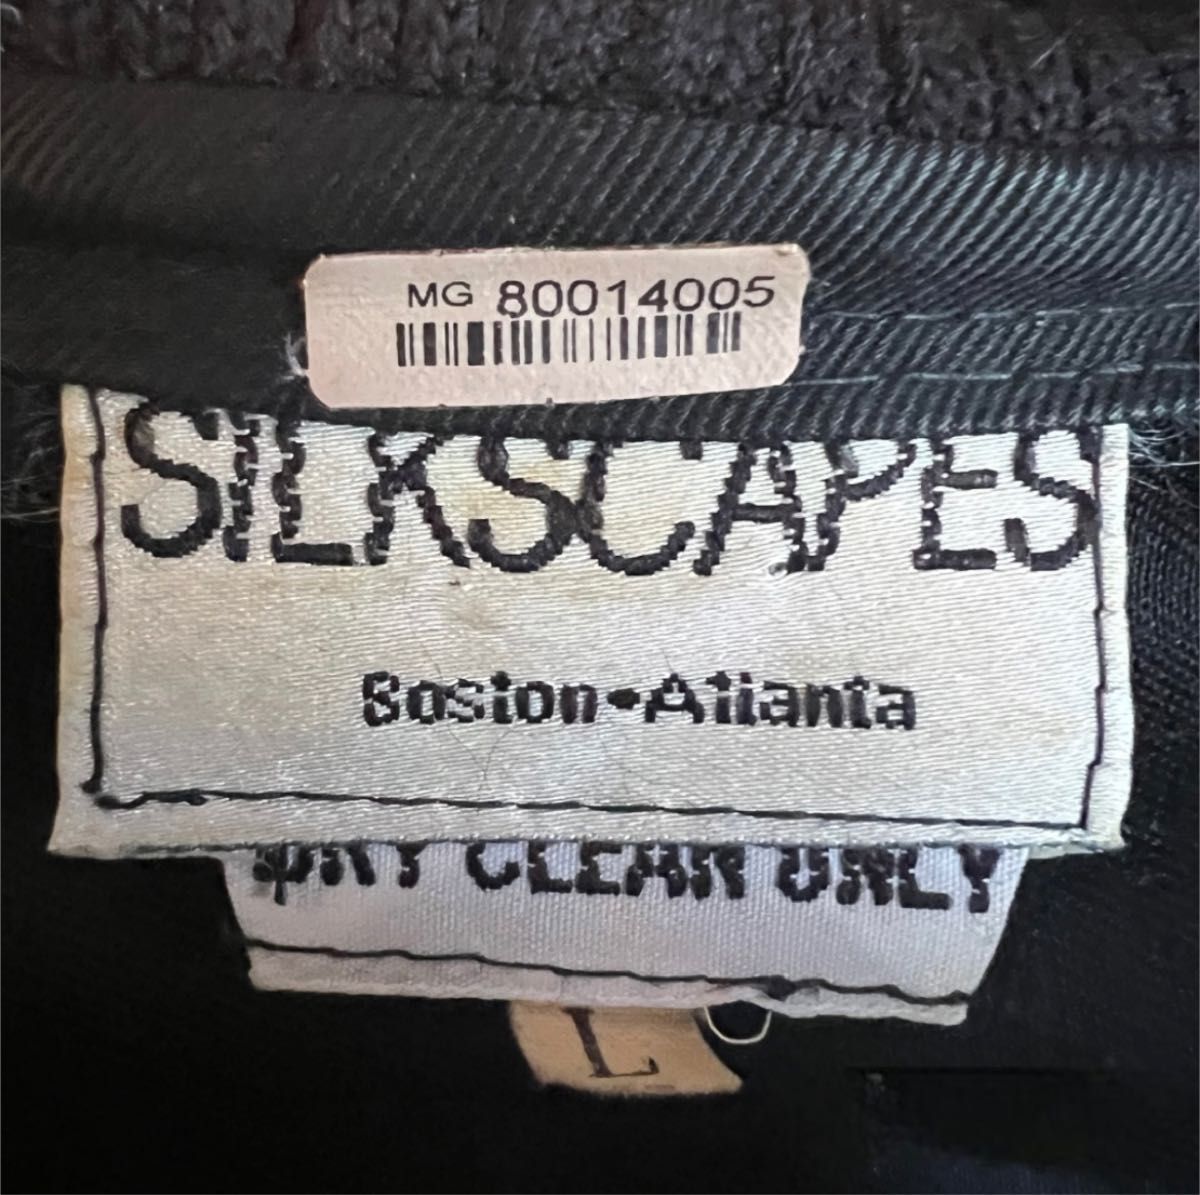 MG 80014005
SILKSCAPES
Boston•Atlanta
DRY CLEAN ONLY
L